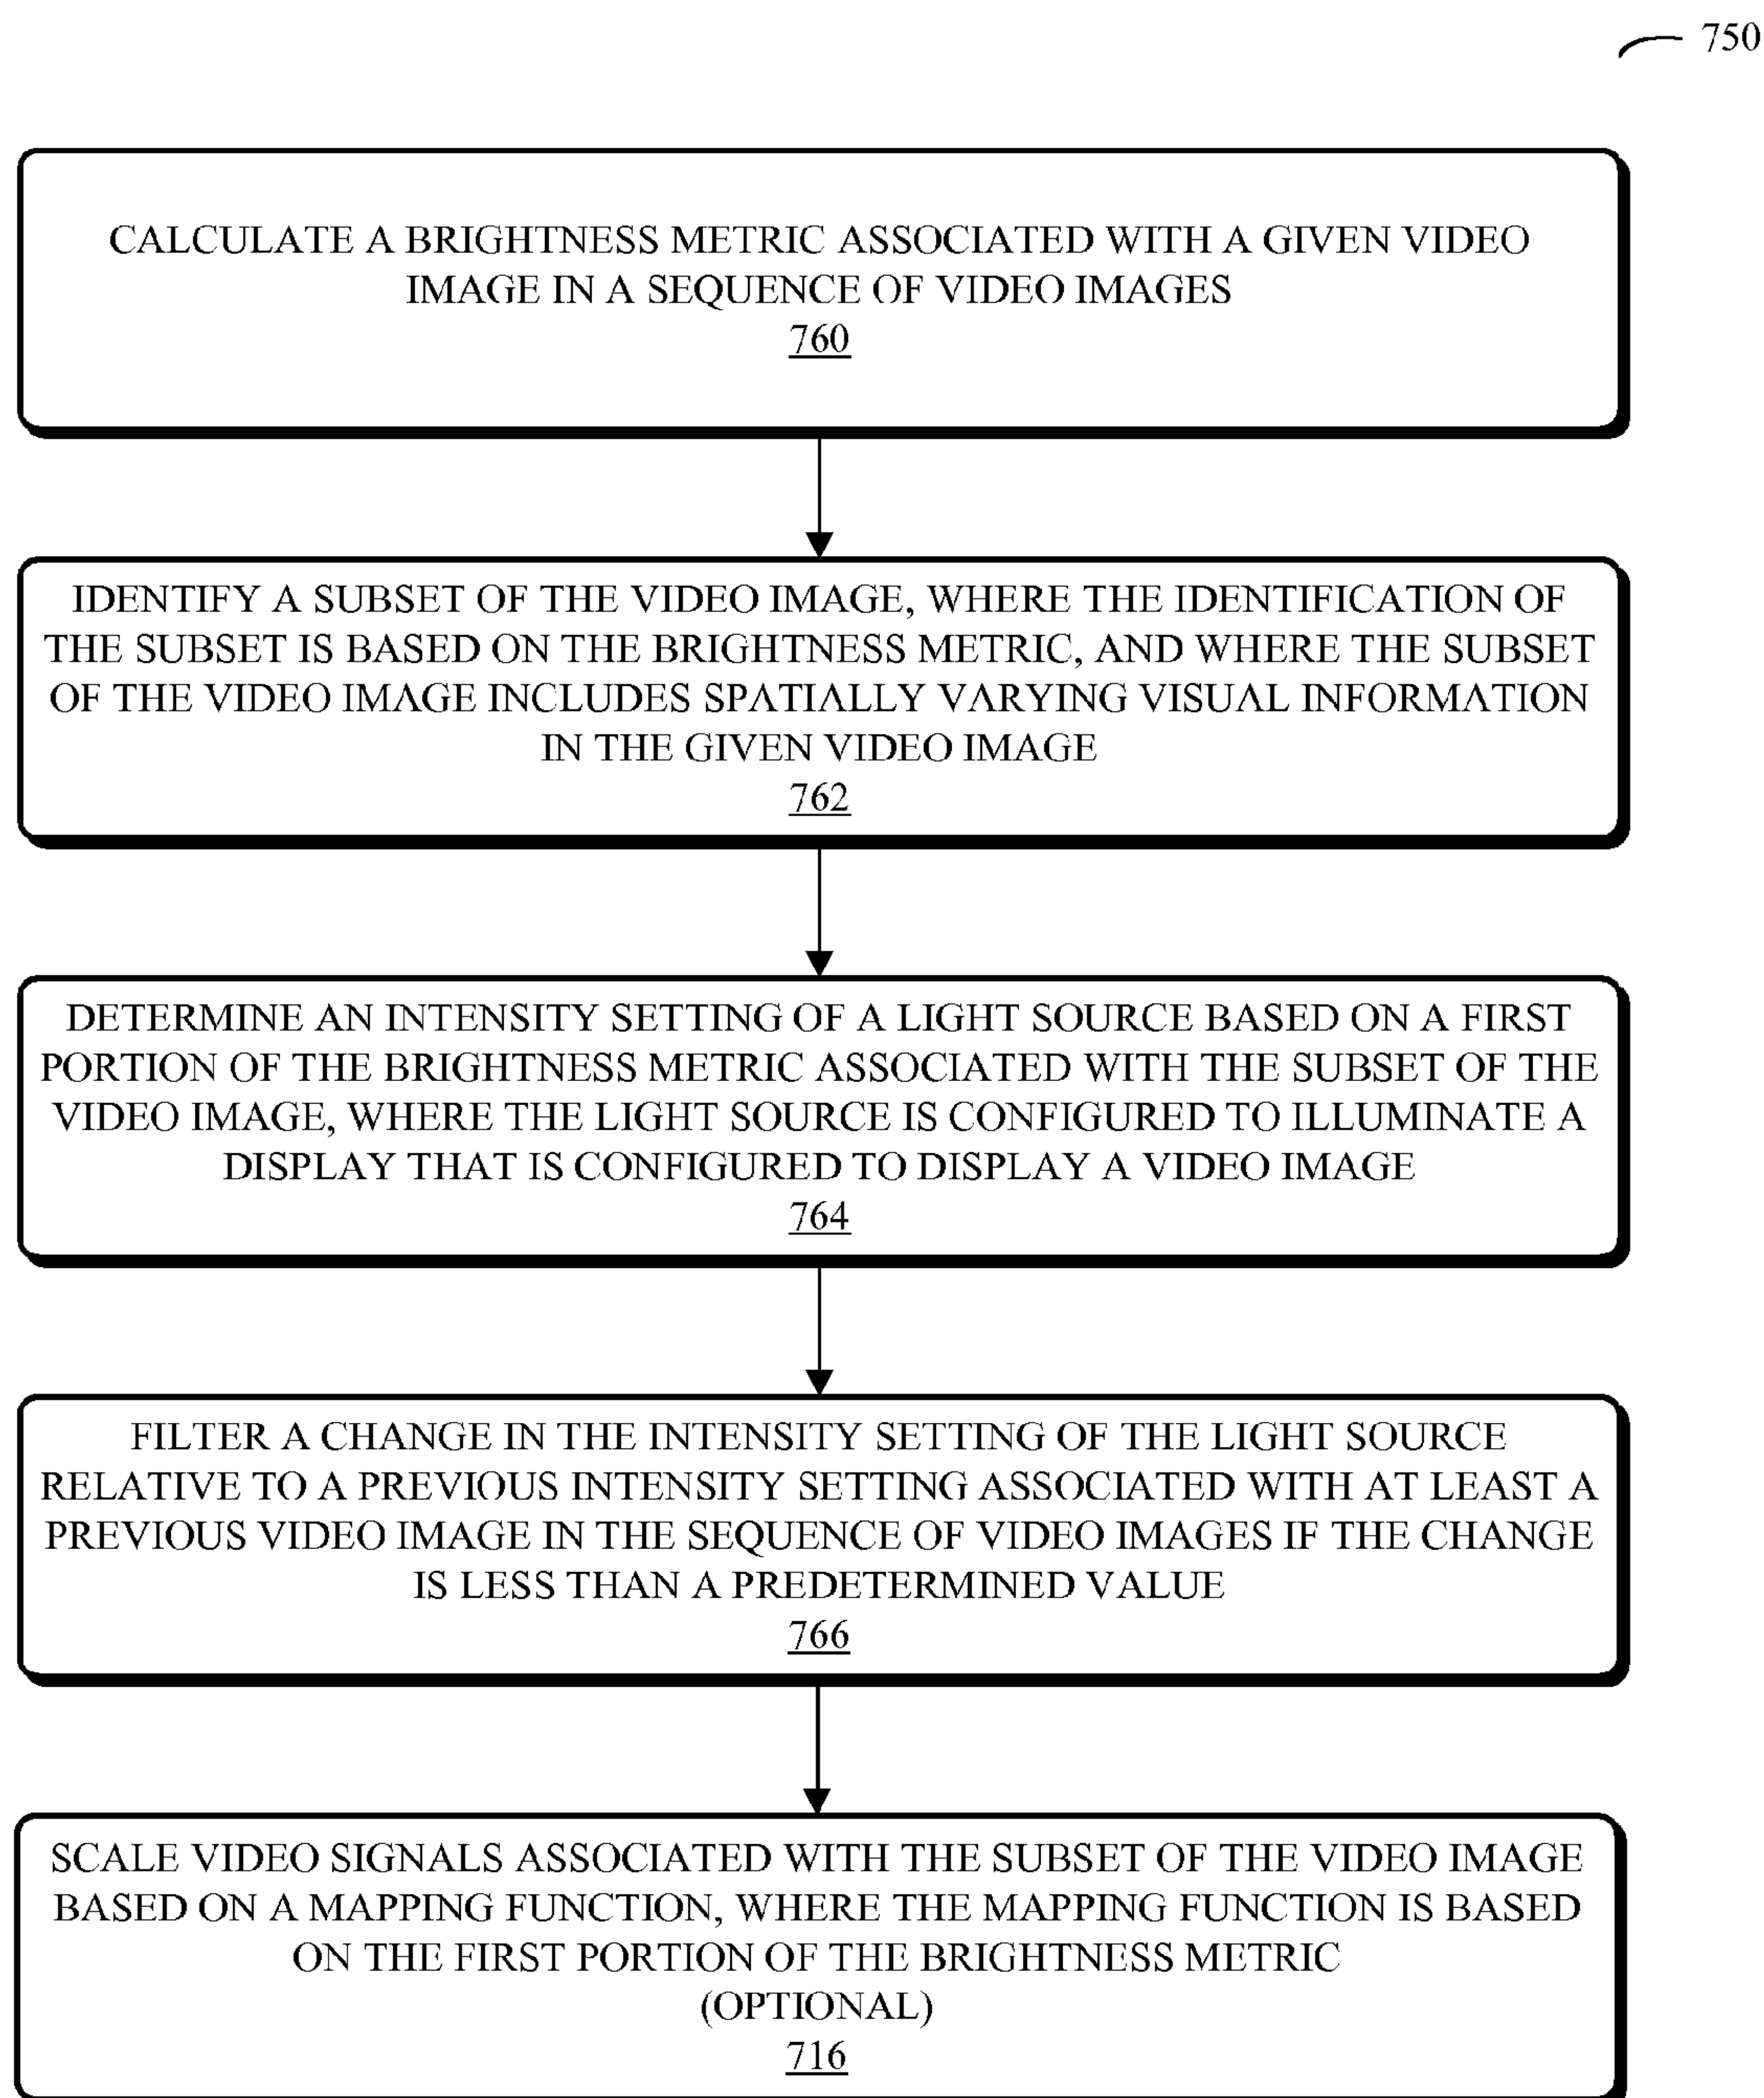 750
CALCULATE A BRIGHTNESS METRIC ASSOCIATED WITH A GIVEN VIDEO
IMAGE IN A SEQUENCE OF VIDEO IMAGES
760
IDENTIFY A SUBSET OF THE VIDEO IMAGE, WHERE THE IDENTIFICATION OF
THE SUBSET IS BASED ON THE BRIGHTNESS METRIC, AND WHERE THE SUBSET
OF THE VIDEO IMAGE INCLUDES SPATIALLY VARYING VISUAL INFORMATION
IN THE GIVEN VIDEO IMAGE
762
DETERMINE AN INTENSITY SETTING OF A LIGHT SOURCE BASED ON A FIRST
PORTION OF THE BRIGHTNESS METRIC ASSOCIATED WITH THE SUBSET OF THE
VIDEO IMAGE, WHERE THE LIGHT SOURCE IS CONFIGURED TO ILLUMINATE A
DISPLAY THAT IS CONFIGURED TO DISPLAY A VIDEO IMAGE
764
FILTER A CHANGE IN THE INTENSITY SETTING OF THE LIGHT SOURCE
RELATIVE TO A PREVIOUS INTENSITY SETTING ASSOCIATED WITH AT LEAST A
PREVIOUS VIDEO IMAGE IN THE SEQUENCE OF VIDEO IMAGES IF THE CHANGE
IS LESS THAN A PREDETERMINED VALUE
766
SCALE VIDEO SIGNALS ASSOCIATED WITH THE SUBSET OF THE VIDEO IMAGE
BASED ON A MAPPING FUNCTION, WHERE THE MAPPING FUNCTION IS BASED
ON THE FIRST PORTION OF THE BRIGHTNESS METRIC
(OPTIONAL)
716